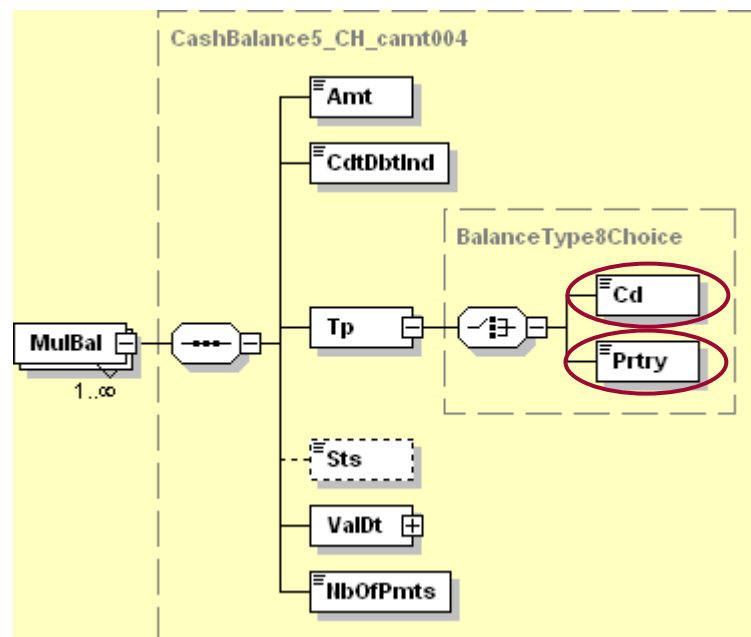 CashBalance5_CH_camt004
Amt
CdtDbtInd
BalanceType8Choice
Cd
Tp
MulBal
1..∞
Prtry
Sts
ValDt
NbOfPmts